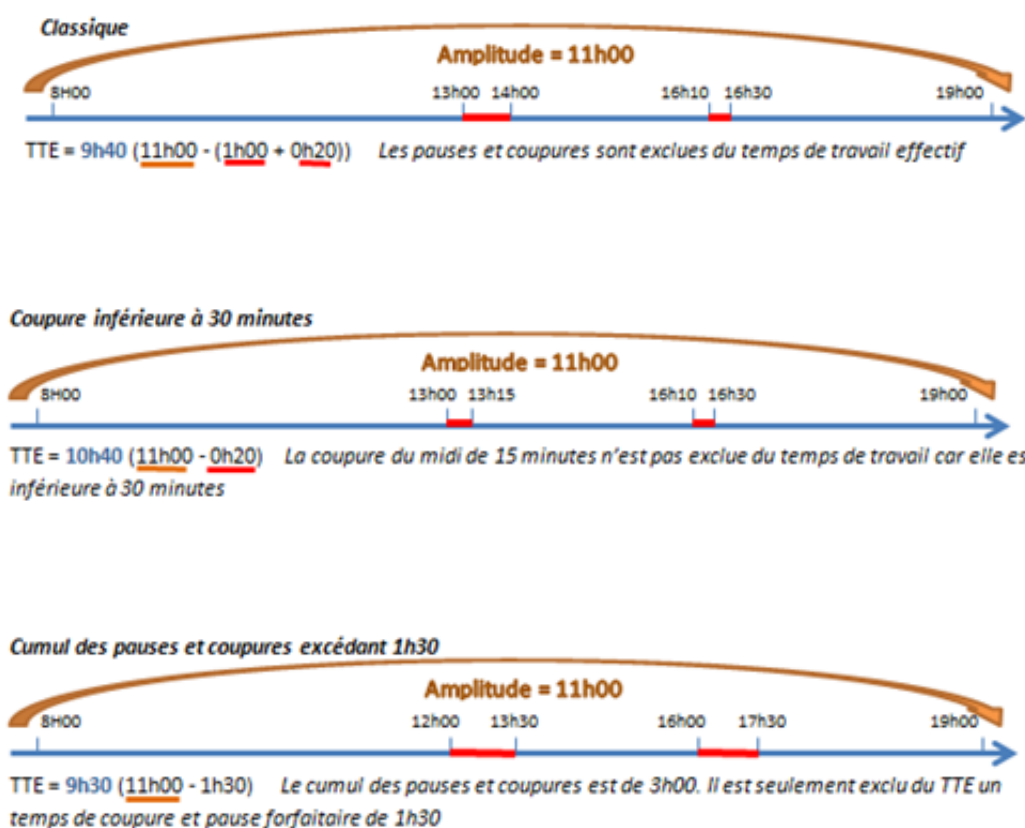 Classique
Amplitude = 11h00
8H00 13h00 14h00 16h10 16h30 19h00
TTE = 9h40 (11h00 - (1h00 + 0h20)) Les pauses et coupures sont exclues du temps de travail effectif
Coupure inférieure à 30 minutes
Amplitude = 11h00
8H00 13h00 13h15 16h10 16h30 19h00
TTE = 10h40 (11h00 - 0h20) La coupure du midi de 15 minutes n'est pas exclue du temps de travail car elle es
inférieure à 30 minutes
Cumul des pauses et coupures excédant 1h30
Amplitude = 11h00
8H00 12h00 13h30 16h00 17h30 19h00
TTE = 9h30 (11h00 - 1h30) Le cumul des pauses et coupures est de 3h00. Il est seulement exclu du TTE un
temps de coupure et pause forfaitaire de 1h30